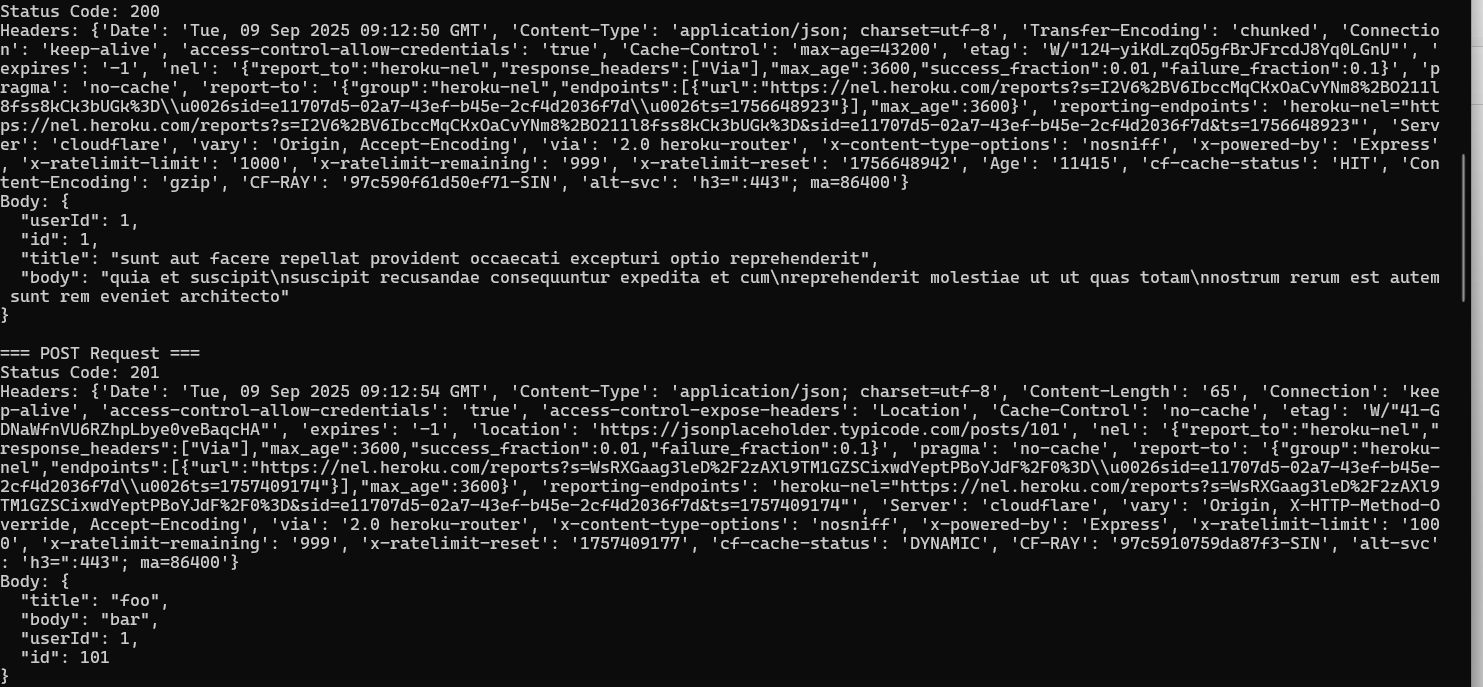 Status Code: 200
Headers: {'Date': 'Tue, 09 Sep 2025 09:12:50 GMT', 'Content-Type': 'application/json; charset=utf-8', 'Transfer-Encoding': 'chunked', 'Connectio
n': 'keep-alive', 'access-control-allow-credentials': 'true', 'Cache-Control': 'max-age=43200', 'etag': 'W/"124-yiKdLzqO5gfBrJFrcdJ8Yq0LGnU"', '
expires': '-1', 'nel': '{"report_to":"heroku-nel","response_headers":["Via"],"max_age":3600,"success_fraction":0.01,"failure_fraction":0.1}', 'p
ragma': 'no-cache', 'report-to': '{"group":"heroku-nel","endpoints":[{"url":"https://nel.heroku.com/reports?s=I2V6%2BV6IbccMqCKxOaCvYNm8%2BO211l
8fss8kCk3bUGk%3D\\u0026sid=e11707d5-02a7-43ef-b45e-2cf4d2036f7d\\u0026ts=1756648923"}],"max_age":3600}', 'reporting-endpoints': 'heroku-nel="htt
ps://nel.heroku.com/reports?s=I2V6%2BV6IbccMqCKxOaCvYNm8%2BO211l8fss8kCk3bUGk%3D&sid=e11707d5-02a7-43ef-b45e-2cf4d2036f7d&ts=1756648923"', 'Serv
er': 'cloudflare', 'vary': 'Origin, Accept-Encoding', 'via': '2.0 heroku-router', 'x-content-type-options': 'nosniff', 'x-powered-by': 'Express'
, 'x-ratelimit-limit': '1000', 'x-ratelimit-remaining': '999', 'x-ratelimit-reset': '1756648942', 'Age': '11415', 'cf-cache-status': 'HIT', 'Con
tent-Encoding': 'gzip', 'CF-RAY': '97c590f61d50ef71-SIN', 'alt-svc': 'h3=":443"; ma=86400'}
Body: {
  "userId": 1,
  "id": 1,
  "title": "sunt aut facere repellat provident occaecati excepturi optio reprehenderit",
  "body": "quia et suscipit\nsuscipit recusandae consequuntur expedita et cum\nreprehenderit molestiae ut ut quas totam\nnostrum rerum est autem
 sunt rem eveniet architecto"
}

=== POST Request ===
Status Code: 201
Headers: {'Date': 'Tue, 09 Sep 2025 09:12:54 GMT', 'Content-Type': 'application/json; charset=utf-8', 'Content-Length': '65', 'Connection': 'kee
p-alive', 'access-control-allow-credentials': 'true', 'access-control-expose-headers': 'Location', 'Cache-Control': 'no-cache', 'etag': 'W/"41-G
DNaWfnVU6RZhpLbye0veBaqcHA"', 'expires': '-1', 'location': 'https://jsonplaceholder.typicode.com/posts/101', 'nel': '{"report_to":"heroku-nel","
response_headers":["Via"],"max_age":3600,"success_fraction":0.01,"failure_fraction":0.1}', 'pragma': 'no-cache', 'report-to': '{"group":"heroku-
nel","endpoints":[{"url":"https://nel.heroku.com/reports?s=WsRXGaag3leD%2F2zAXl9TM1GZSCixwdYeptPBoYJdF%2F0%3D\\u0026sid=e11707d5-02a7-43ef-b45e-
2cf4d2036f7d\\u0026ts=1757409174"}],"max_age":3600}', 'reporting-endpoints': 'heroku-nel="https://nel.heroku.com/reports?s=WsRXGaag3leD%2F2zAXl9
TM1GZSCixwdYeptPBoYJdF%2F0%3D&sid=e11707d5-02a7-43ef-b45e-2cf4d2036f7d&ts=1757409174"', 'Server': 'cloudflare', 'vary': 'Origin, X-HTTP-Method-O
verride, Accept-Encoding', 'via': '2.0 heroku-router', 'x-content-type-options': 'nosniff', 'x-powered-by': 'Express', 'x-ratelimit-limit': '100
0', 'x-ratelimit-remaining': '999', 'x-ratelimit-reset': '1757409177', 'cf-cache-status': 'DYNAMIC', 'CF-RAY': '97c5910759da87f3-SIN', 'alt-svc'
: 'h3=":443"; ma=86400'}
Body: {
  "title": "foo",
  "body": "bar",
  "userId": 1,
  "id": 101
}